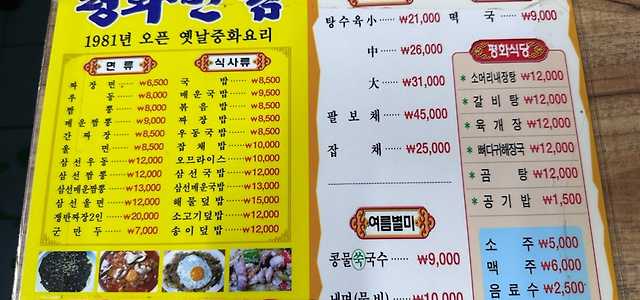 평화반점
1981년 오픈 옛날중화요리
면류
짜장면 ₩6,500
우동 ₩8,000
짬뽕 ₩8,000
매운짬뽕 ₩9,000
간짜장 ₩8,500
울면 ₩8,500
삼선우동 ₩12,000
삼선짬뽕 ₩12,000
삼선매운짬뽕 ₩13,000
삼선울면 ₩12,000
쟁반짜장2인 ₩20,000
군만두 ₩7,000
식사류
국밥 ₩8,500
매운국밥 ₩9,500
볶음밥 ₩8,500
짜장밥 ₩8,500
우동국밥 ₩8,500
잡채밥 ₩10,000
오므라이스 ₩10,000
삼선국밥 ₩12,000
삼선매운국밥 ₩13,000
해물덮밥 ₩15,000
소고기덮밥 ₩12,000
송이덮밥 ₩12,000
탕수육小 ₩21,000
中 ₩26,000
大 ₩31,000
팔보채 ₩45,000
잡채 ₩25,000
여름별미
콩물쑥국수 ₩9,000
냉면(물,비) ₩10,000
떡국 ₩9,000
평화식당
* 소머리내장탕 ₩12,000
* 갈비탕 ₩12,000
* 육개장 ₩12,000
* 뼈다귀해장국 ₩12,000
* 곰탕 ₩12,000
* 공기밥 ₩1,500
소주 ₩5,000
맥주 ₩6,000
음료수 ₩2,500